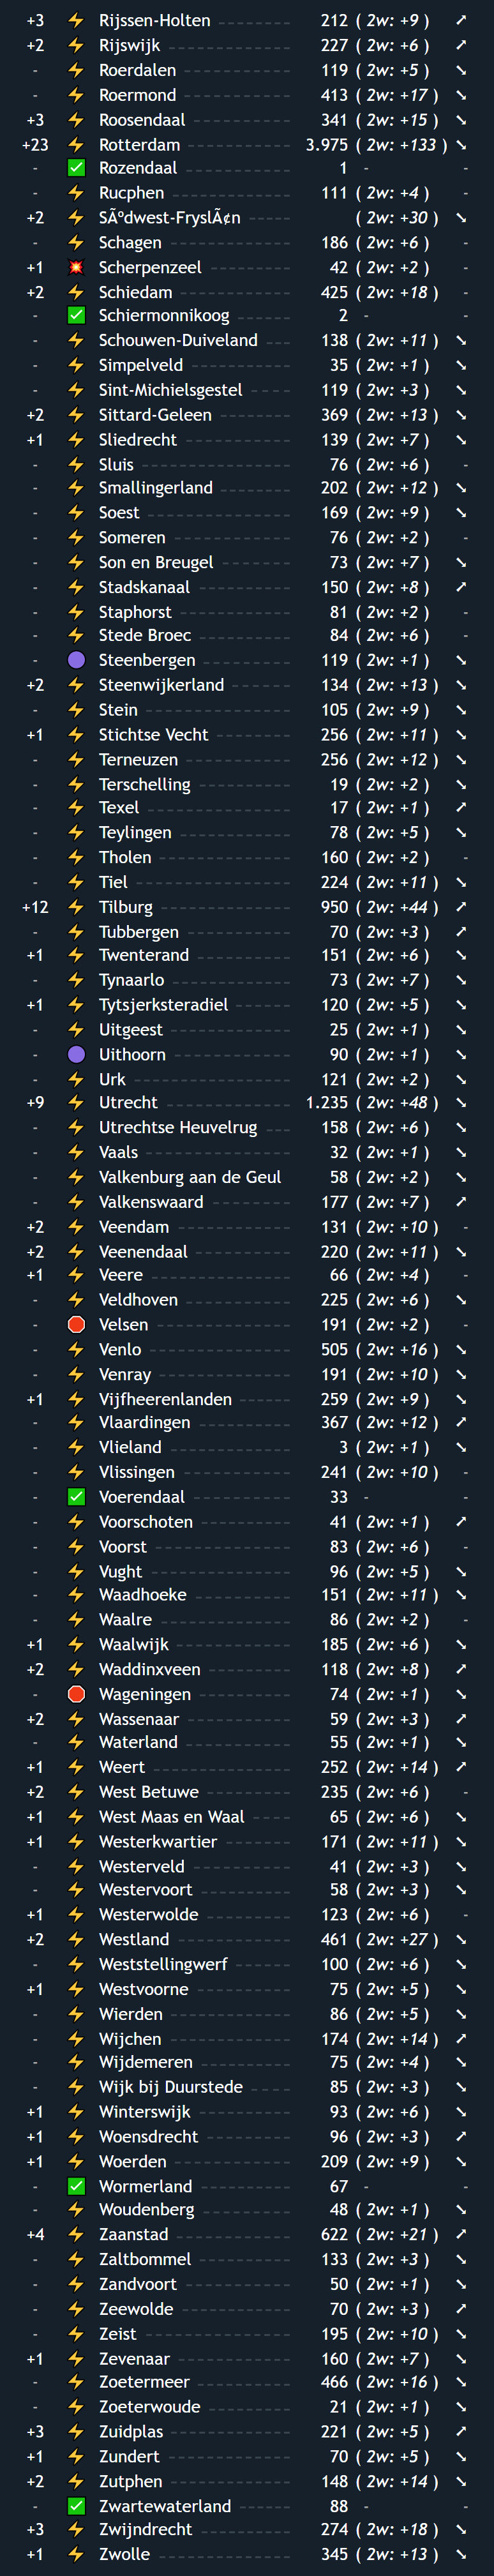 +3 ⚡ Rijssen-Holten 212 ( 2w: +9 ) ⭧
+2 ⚡ Rijswijk 227 ( 2w: +6 ) ⭧
- ⚡ Roerdalen 119 ( 2w: +5 ) ⭨
- ⚡ Roermond 413 ( 2w: +17 ) ⭨
+3 ⚡ Roosendaal 341 ( 2w: +15 ) ⭨
+23 ⚡ Rotterdam 3.975 ( 2w: +133 ) ⭨
- ✅ Rozendaal 1 - -
- ⚡ Rucphen 111 ( 2w: +4 ) -
+2 ⚡ SÃºdwest-FryslÃ¢n ( 2w: +30 ) ⭨
- ⚡ Schagen 186 ( 2w: +6 ) -
+1 💥 Scherpenzeel 42 ( 2w: +2 ) -
+2 ⚡ Schiedam 425 ( 2w: +18 ) -
- ✅ Schiermonnikoog 2 - -
- ⚡ Schouwen-Duiveland 138 ( 2w: +11 ) ⭨
- ⚡ Simpelveld 35 ( 2w: +1 ) ⭨
- ⚡ Sint-Michielsgestel 119 ( 2w: +3 ) ⭨
+2 ⚡ Sittard-Geleen 369 ( 2w: +13 ) ⭨
+1 ⚡ Sliedrecht 139 ( 2w: +7 ) ⭨
- ⚡ Sluis 76 ( 2w: +6 ) -
- ⚡ Smallingerland 202 ( 2w: +12 ) ⭨
- ⚡ Soest 169 ( 2w: +9 ) ⭨
- ⚡ Someren 76 ( 2w: +2 ) -
- ⚡ Son en Breugel 73 ( 2w: +7 ) ⭨
- ⚡ Stadskanaal 150 ( 2w: +8 ) ⭧
- ⚡ Staphorst 81 ( 2w: +2 ) -
- ⚡ Stede Broec 84 ( 2w: +6 ) -
- 🟣 Steenbergen 119 ( 2w: +1 ) ⭨
+2 ⚡ Steenwijkerland 134 ( 2w: +13 ) ⭨
- ⚡ Stein 105 ( 2w: +9 ) ⭨
+1 ⚡ Stichtse Vecht 256 ( 2w: +11 ) ⭨
- ⚡ Terneuzen 256 ( 2w: +12 ) ⭨
- ⚡ Terschelling 19 ( 2w: +2 ) ⭨
- ⚡ Texel 17 ( 2w: +1 ) ⭧
- ⚡ Teylingen 78 ( 2w: +5 ) ⭨
- ⚡ Tholen 160 ( 2w: +2 ) -
- ⚡ Tiel 224 ( 2w: +11 ) ⭨
+12 ⚡ Tilburg 950 ( 2w: +44 ) ⭧
- ⚡ Tubbergen 70 ( 2w: +3 ) ⭧
+1 ⚡ Twenterand 151 ( 2w: +6 ) ⭨
- ⚡ Tynaarlo 73 ( 2w: +7 ) ⭨
+1 ⚡ Tytsjerksteradiel 120 ( 2w: +5 ) ⭨
- ⚡ Uitgeest 25 ( 2w: +1 ) ⭨
- 🟣 Uithoorn 90 ( 2w: +1 ) ⭨
- ⚡ Urk 121 ( 2w: +2 ) ⭨
+9 ⚡ Utrecht 1.235 ( 2w: +48 ) ⭨
- ⚡ Utrechtse Heuvelrug 158 ( 2w: +6 ) ⭨
- ⚡ Vaals 32 ( 2w: +1 ) ⭨
- ⚡ Valkenburg aan de Geul 58 ( 2w: +2 ) ⭨
- ⚡ Valkenswaard 177 ( 2w: +7 ) ⭧
+2 ⚡ Veendam 131 ( 2w: +10 ) -
+2 ⚡ Veenendaal 220 ( 2w: +11 ) ⭨
+1 ⚡ Veere 66 ( 2w: +4 ) -
- ⚡ Veldhoven 225 ( 2w: +6 ) ⭨
- 🛑 Velsen 191 ( 2w: +2 ) -
- ⚡ Venlo 505 ( 2w: +16 ) ⭨
- ⚡ Venray 191 ( 2w: +10 ) ⭨
+1 ⚡ Vijfheerenlanden 259 ( 2w: +9 ) ⭨
- ⚡ Vlaardingen 367 ( 2w: +12 ) ⭧
- ⚡ Vlieland 3 ( 2w: +1 ) ⭨
- ⚡ Vlissingen 241 ( 2w: +10 ) -
- ✅ Voerendaal 33 - -
- ⚡ Voorschoten 41 ( 2w: +1 ) ⭧
- ⚡ Voorst 83 ( 2w: +6 ) -
- ⚡ Vught 96 ( 2w: +5 ) ⭨
- ⚡ Waadhoeke 151 ( 2w: +11 ) ⭨
- ⚡ Waalre 86 ( 2w: +2 ) -
+1 ⚡ Waalwijk 185 ( 2w: +6 ) ⭨
+2 ⚡ Waddinxveen 118 ( 2w: +8 ) ⭧
- 🛑 Wageningen 74 ( 2w: +1 ) ⭨
+2 ⚡ Wassenaar 59 ( 2w: +3 ) ⭧
- ⚡ Waterland 55 ( 2w: +1 ) ⭨
+1 ⚡ Weert 252 ( 2w: +14 ) ⭧
+2 ⚡ West Betuwe 235 ( 2w: +6 ) -
+1 ⚡ West Maas en Waal 65 ( 2w: +6 ) ⭨
+1 ⚡ Westerkwartier 171 ( 2w: +11 ) ⭨
- ⚡ Westerveld 41 ( 2w: +3 ) ⭨
- ⚡ Westervoort 58 ( 2w: +3 ) ⭨
+1 ⚡ Westerwolde 123 ( 2w: +6 ) -
+2 ⚡ Westland 461 ( 2w: +27 ) ⭨
- ⚡ Weststellingwerf 100 ( 2w: +6 ) ⭨
+1 ⚡ Westvoorne 75 ( 2w: +5 ) ⭨
- ⚡ Wierden 86 ( 2w: +5 ) ⭨
- ⚡ Wijchen 174 ( 2w: +14 ) ⭧
- ⚡ Wijdemeren 75 ( 2w: +4 ) ⭨
- ⚡ Wijk bij Duurstede 85 ( 2w: +3 ) ⭨
+1 ⚡ Winterswijk 93 ( 2w: +6 ) ⭨
+1 ⚡ Woensdrecht 96 ( 2w: +3 ) ⭧
+1 ⚡ Woerden 209 ( 2w: +9 ) ⭨
- ✅ Wormerland 67 - -
- ⚡ Woudenberg 48 ( 2w: +1 ) ⭨
+4 ⚡ Zaanstad 622 ( 2w: +21 ) ⭧
- ⚡ Zaltbommel 133 ( 2w: +3 ) ⭨
- ⚡ Zandvoort 50 ( 2w: +1 ) ⭨
- ⚡ Zeewolde 70 ( 2w: +3 ) ⭧
- ⚡ Zeist 195 ( 2w: +10 ) ⭨
+1 ⚡ Zevenaar 160 ( 2w: +7 ) ⭨
- ⚡ Zoetermeer 466 ( 2w: +16 ) ⭨
- ⚡ Zoeterwoude 21 ( 2w: +1 ) ⭨
+3 ⚡ Zuidplas 221 ( 2w: +5 ) ⭧
+1 ⚡ Zundert 70 ( 2w: +5 ) ⭨
+2 ⚡ Zutphen 148 ( 2w: +14 ) ⭨
- ✅ Zwartewaterland 88 - -
+3 ⚡ Zwijndrecht 274 ( 2w: +18 ) ⭨
+1 ⚡ Zwolle 345 ( 2w: +13 ) ⭨